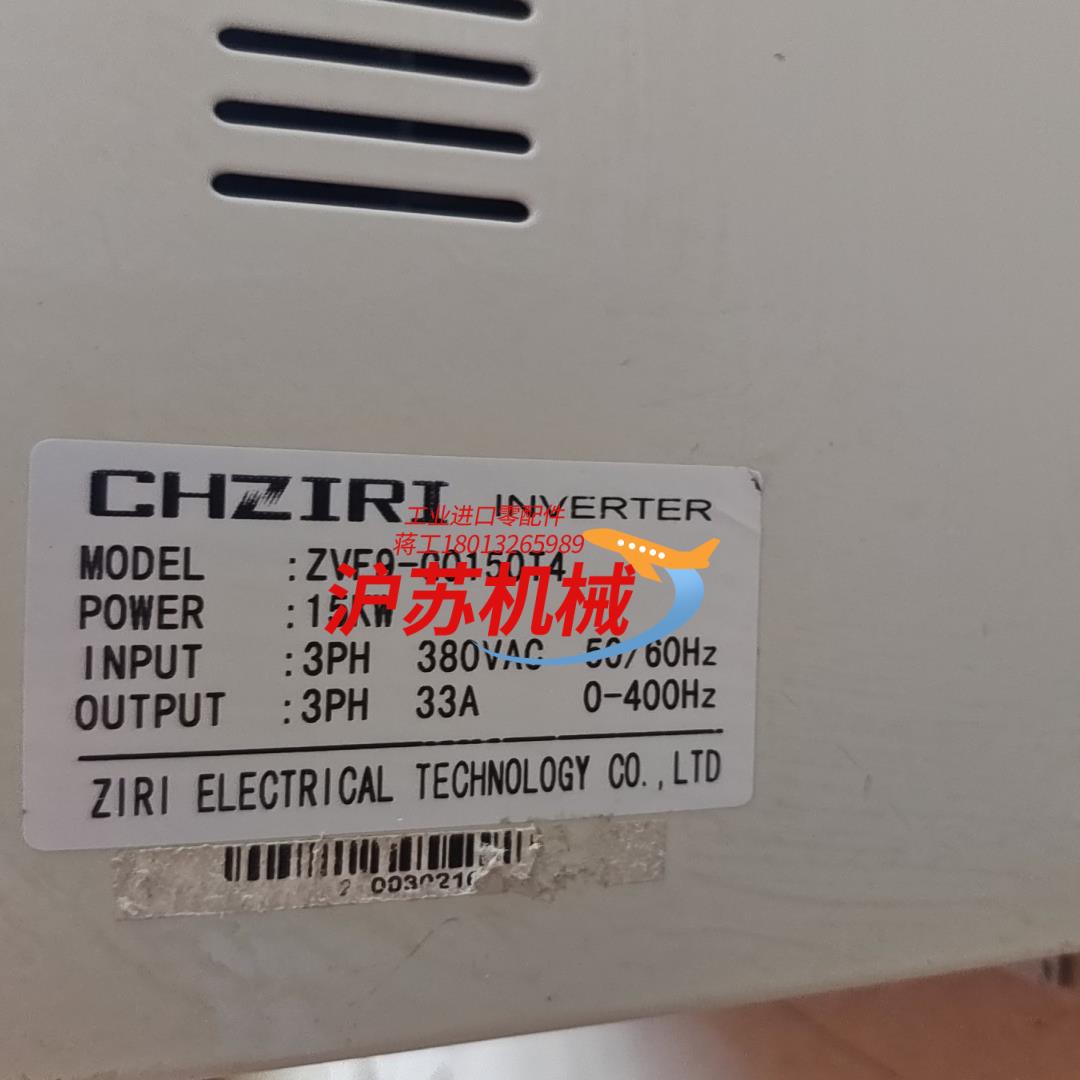 CHZIRI INVERTER
工业进口零配件
蒋工18013265989
MODEL :ZVF9-G0150T4
沪苏机械
POWER :15KW
INPUT :3PH 380VAC 50/60Hz
OUTPUT :3PH 33A 0-400Hz
ZIRI ELECTRICAL TECHNOLOGY CO.,LTD